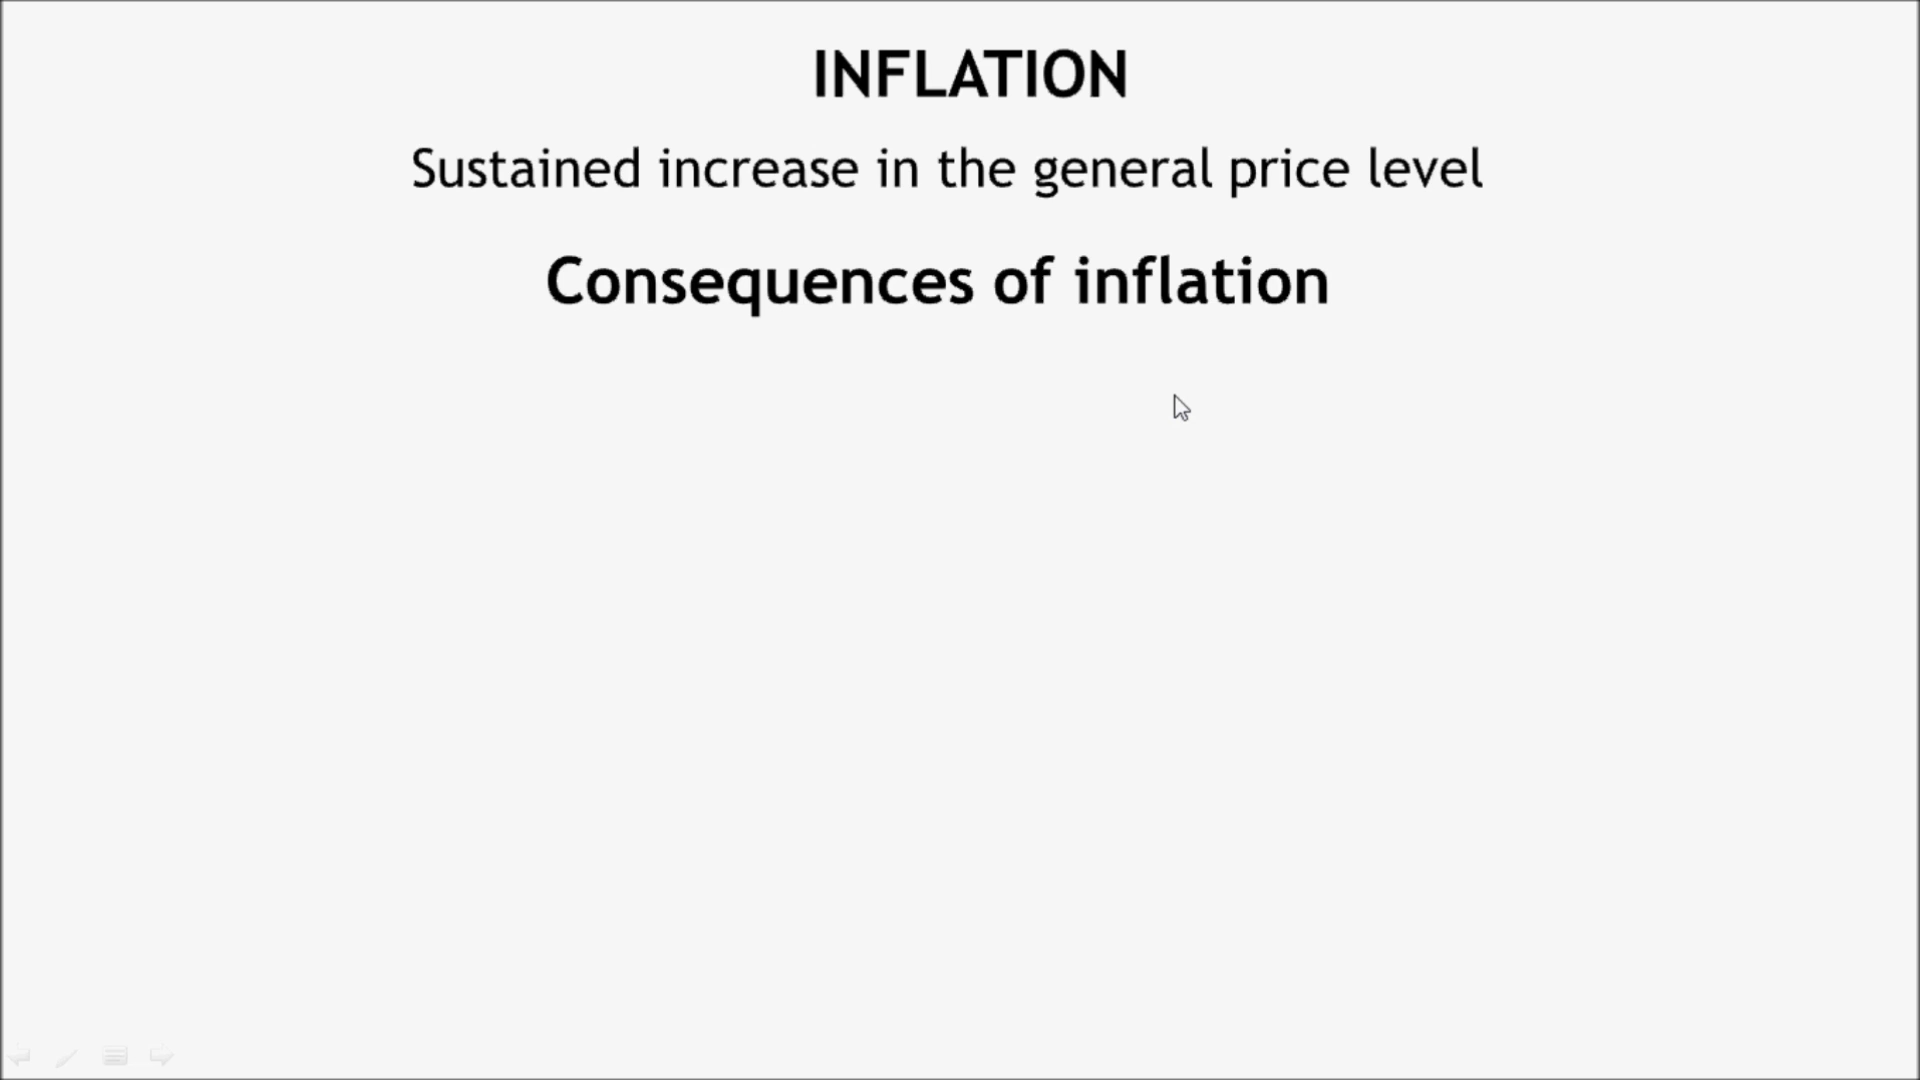 INFLATION
Sustained increase in the general price level
Consequences of inflation